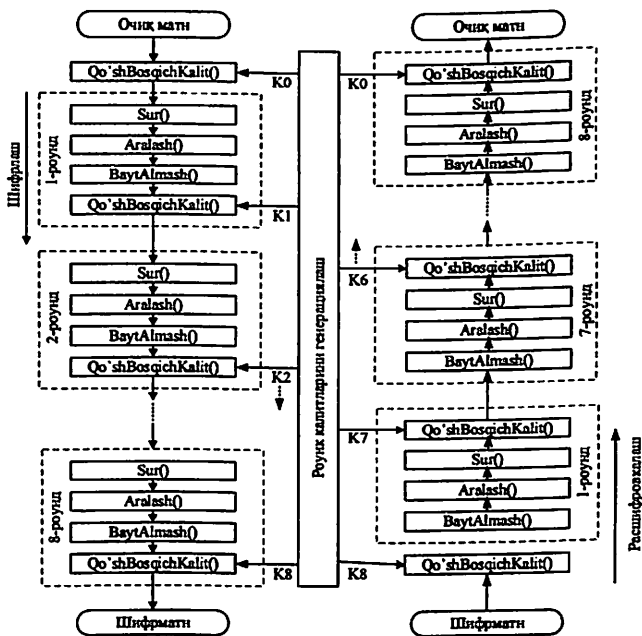 Очиқ матн
Qo'shBosqichKalit()
K0
Шифрлаш
1-роунд
Sur()
Aralash()
BaytAlmash()
Qo'shBosqichKalit()
K1
2-роунд
Sur()
Aralash()
BaytAlmash()
Qo'shBosqichKalit()
K2
8-роунд
Sur()
Aralash()
BaytAlmash()
Qo'shBosqichKalit()
K8
Шифрматн
Роунх калитларини генерациялаш
Очиқ матн
K0
Qo'shBosqichKalit()
Sur()
Aralash()
BaytAlmash()
8-роунд
K6
Qo'shBosqichKalit()
Sur()
Aralash()
BaytAlmash()
7-роунд
K7
Qo'shBosqichKalit()
Sur()
Aralash()
BaytAlmash()
1-роунд
Расшифровкалаш
K8
Qo'shBosqichKalit()
Шифрматн